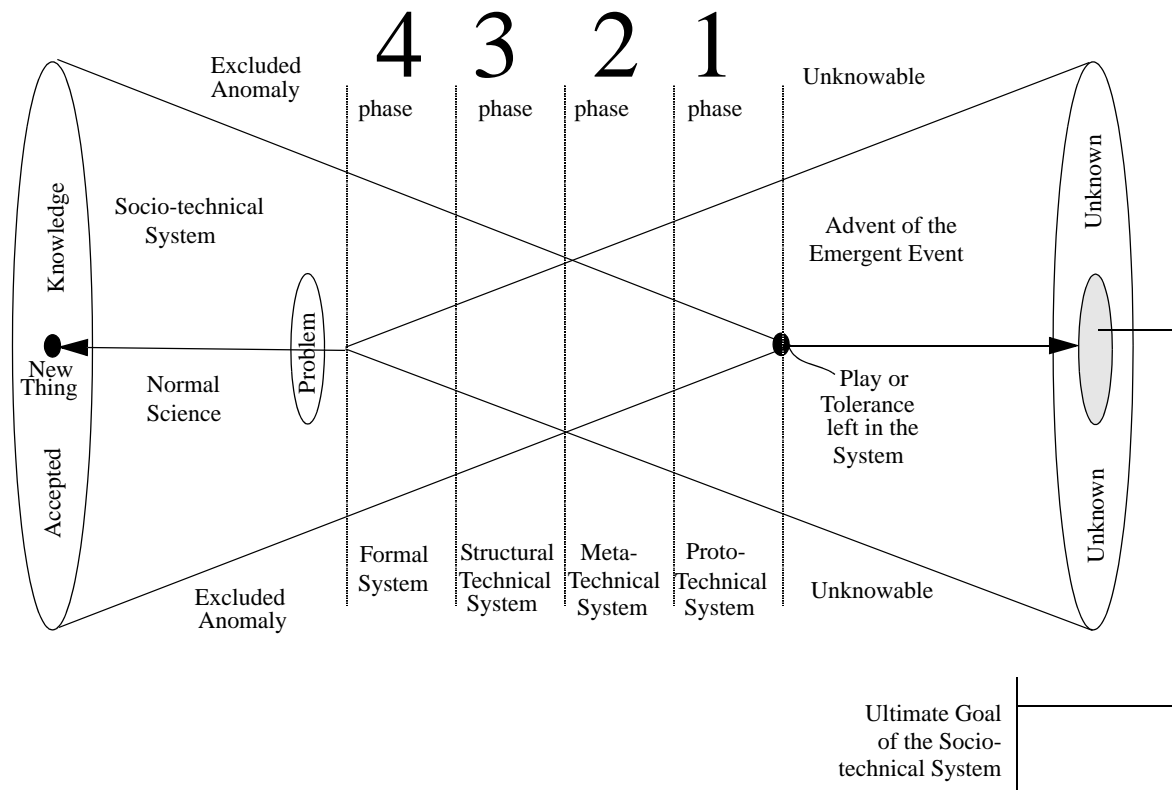 4
3
2
1
phase
phase
phase
phase
Excluded
Anomaly
Unknowable
Knowledge
Accepted
New
Thing
Socio-technical
System
Normal
Science
Problem
Advent of the
Emergent Event
Play or
Tolerance
left in the
System
Unknown
Unknown
Formal
System
Structural
Technical
System
Meta-
Technical
System
Proto-
Technical
System
Excluded
Anomaly
Unknowable
Ultimate Goal
of the Socio-
technical System